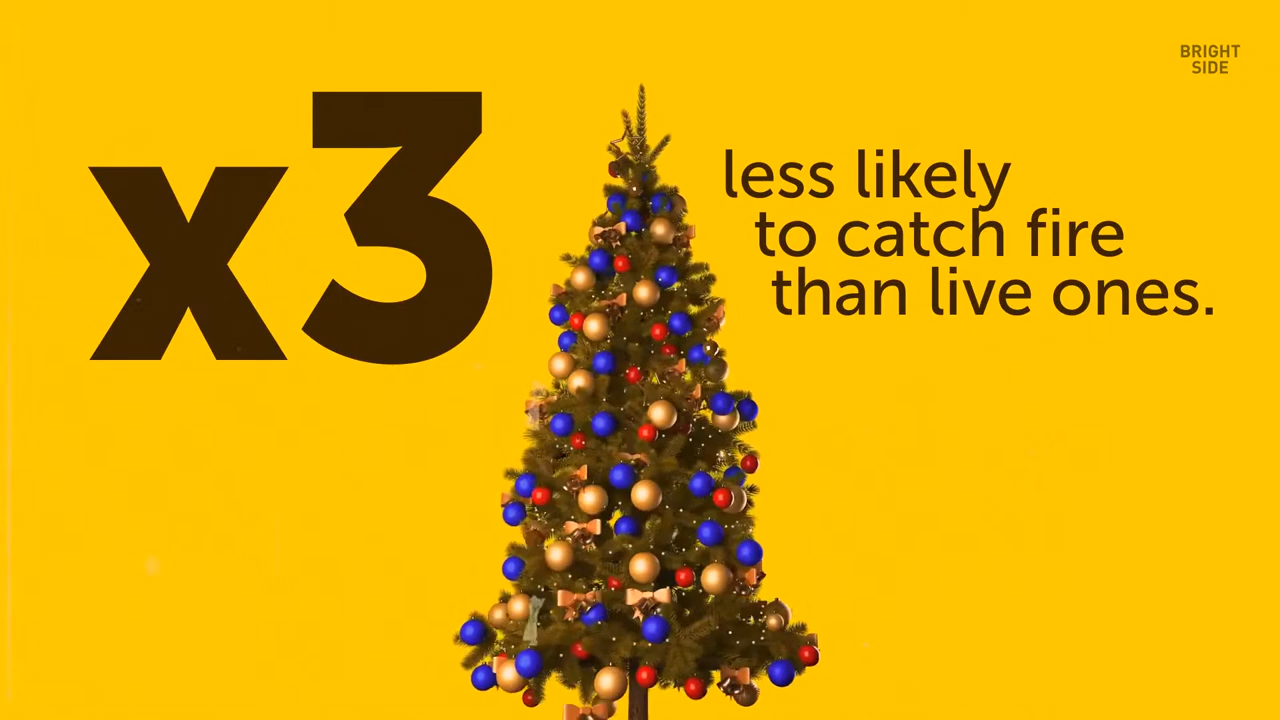 BRIGHT
SIDE
x3
less likely
to catch fire
than live ones.